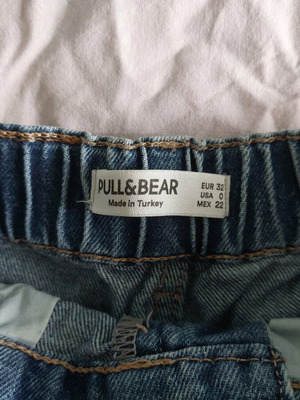 PULL&BEAR
Made in Turkey
EUR 32
USA 0
MEX 22